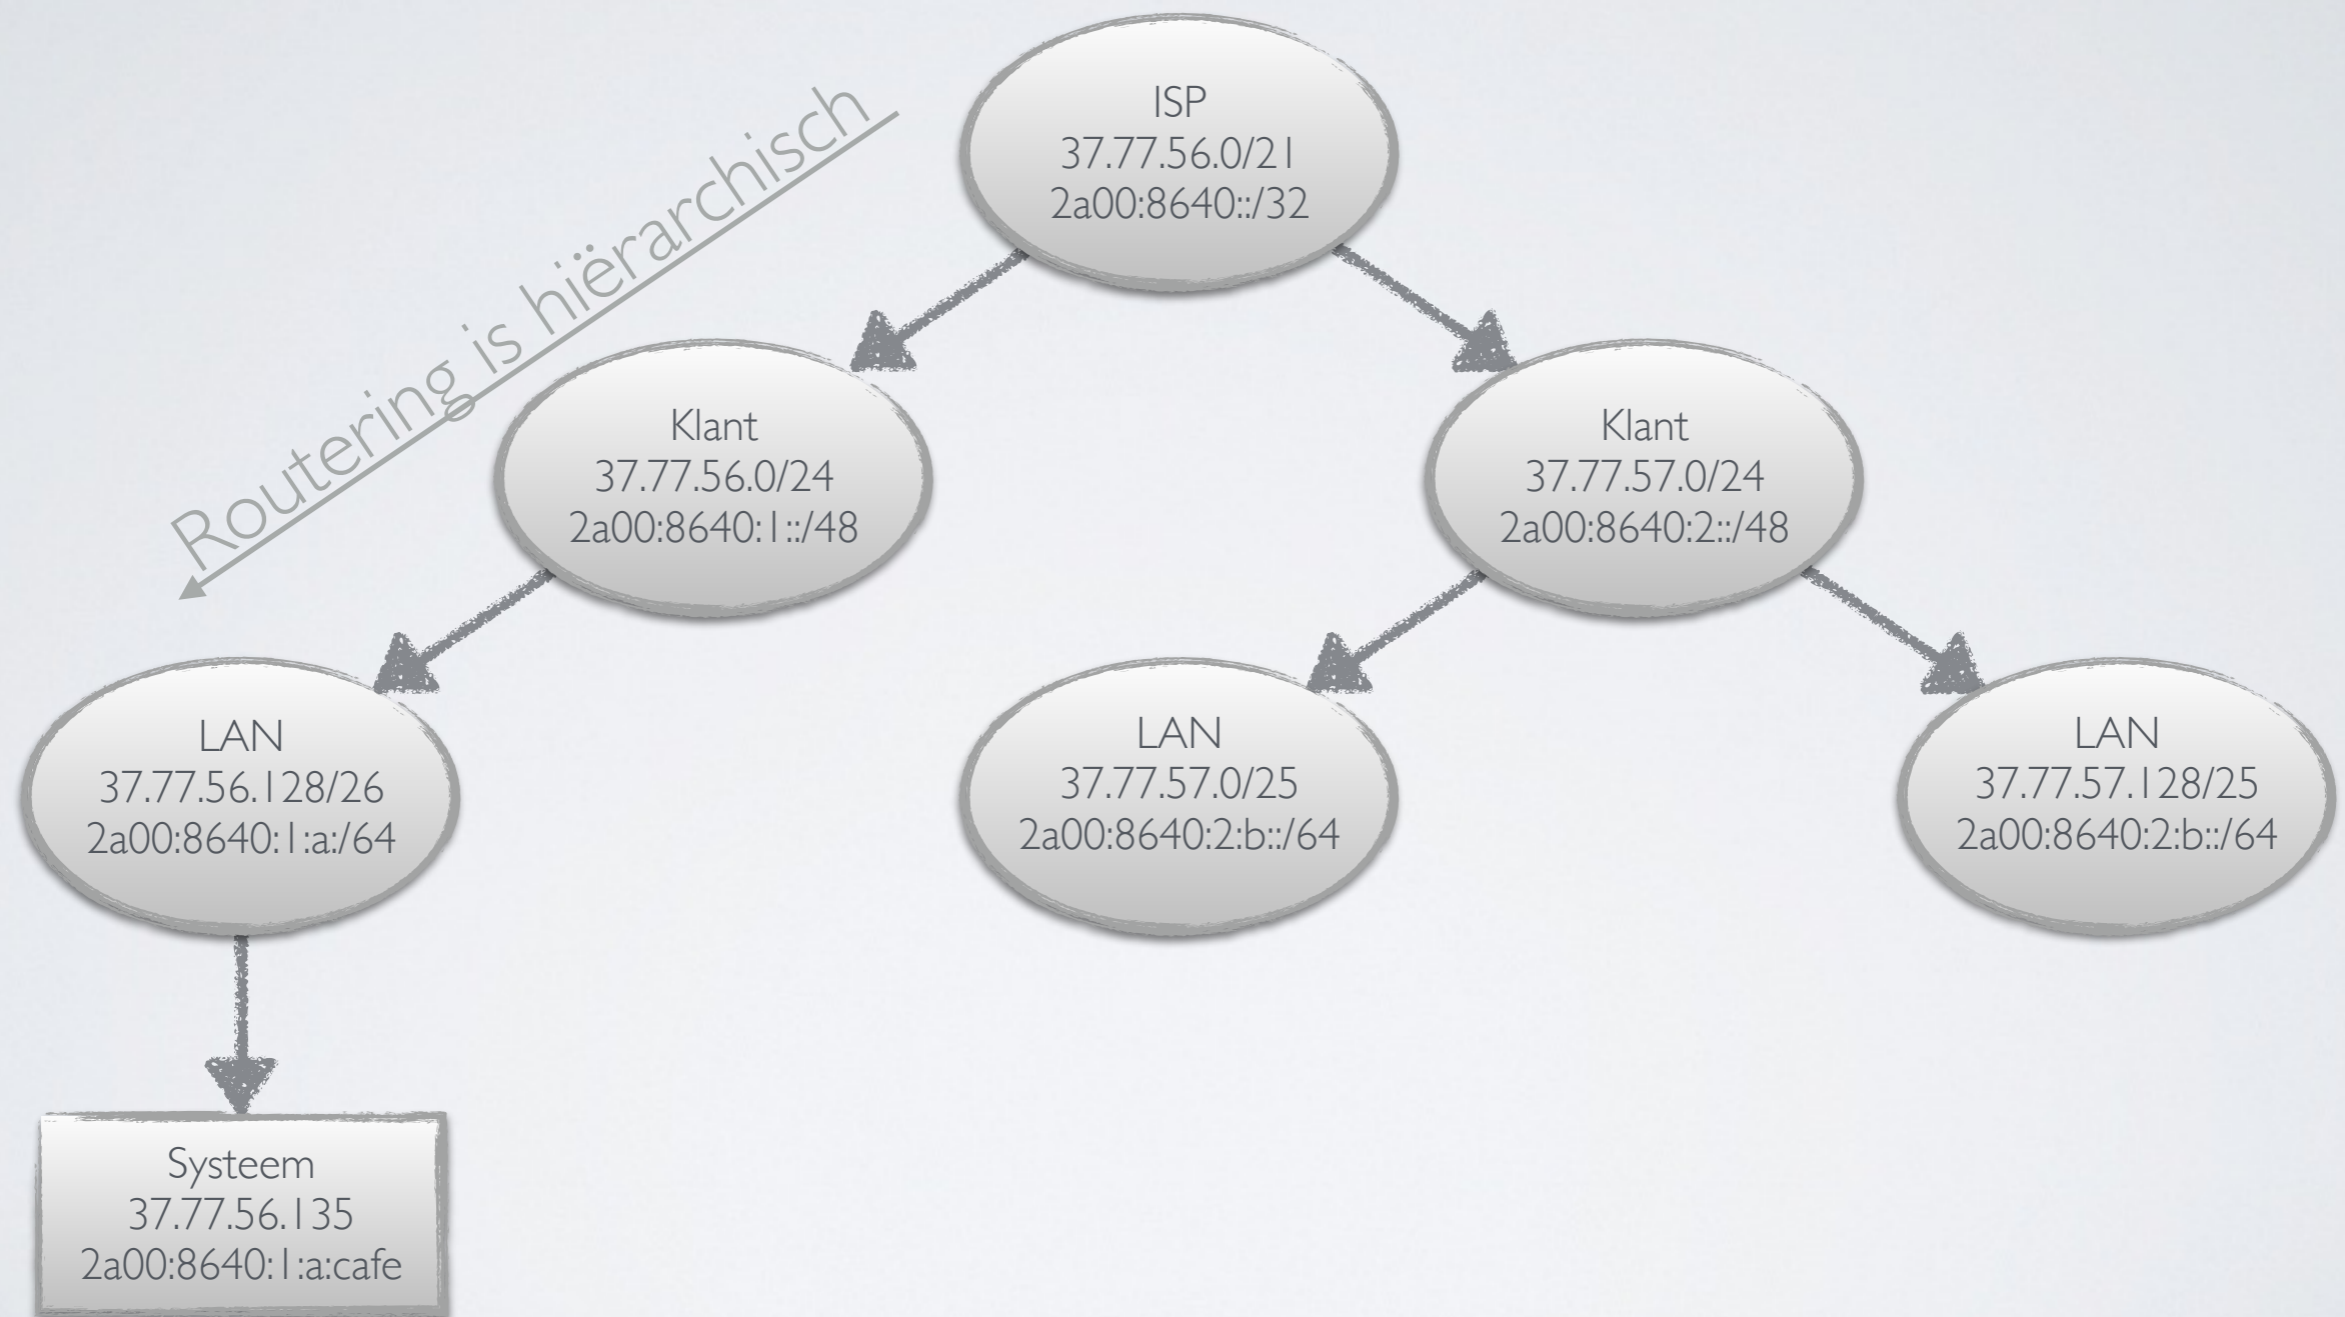 Routering is hiërarchisch
ISP
37.77.56.0/21
2a00:8640::/32
Klant
37.77.56.0/24
2a00:8640:1::/48
Klant
37.77.57.0/24
2a00:8640:2::/48
LAN
37.77.56.128/26
2a00:8640:1:a:/64
LAN
37.77.57.0/25
2a00:8640:2:b::/64
LAN
37.77.57.128/25
2a00:8640:2:b::/64
Systeem
37.77.56.135
2a00:8640:1:a:cafe